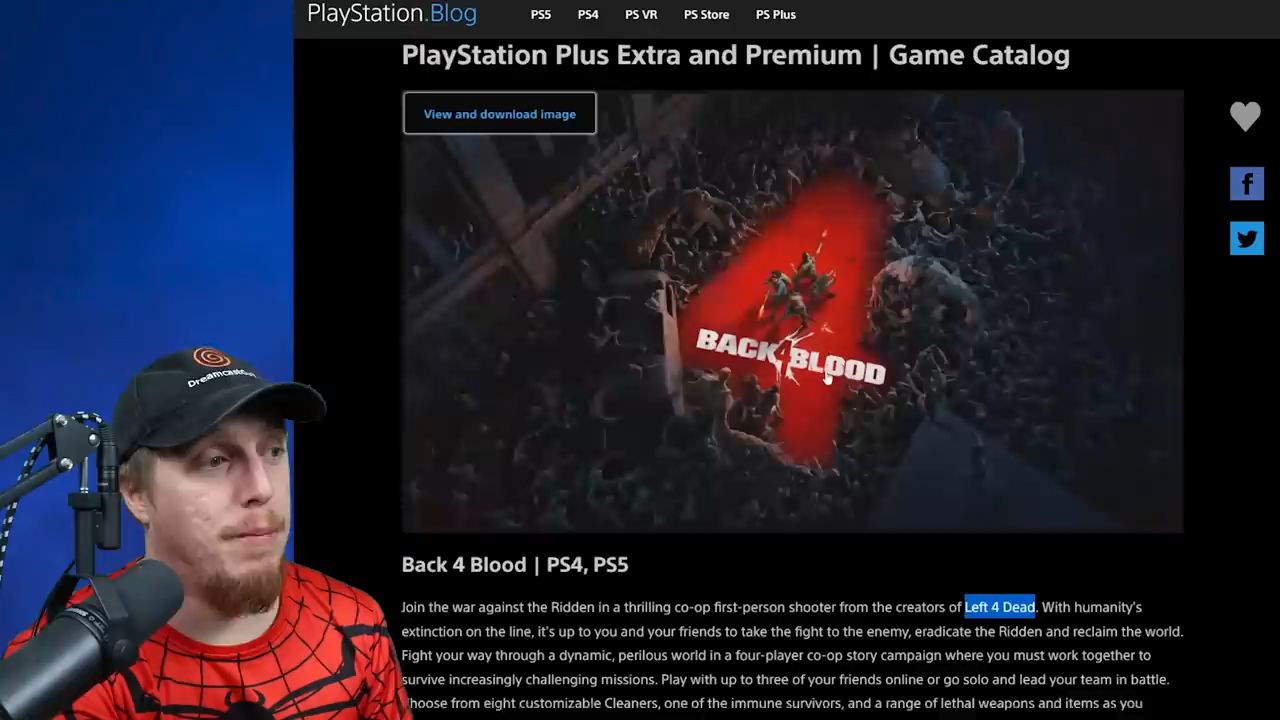 PlayStation.Blog
PS5 PS4 PS VR PS Store PS Plus
PlayStation Plus Extra and Premium | Game Catalog
View and download image
BACK 4 BLOOD
Dreamcast
Back 4 Blood | PS4, PS5
Join the war against the Ridden in a thrilling co-op first-person shooter from the creators of Left 4 Dead. With humanity's
extinction on the line, it's up to you and your friends to take the fight to the enemy, eradicate the Ridden and reclaim the world.
Fight your way through a dynamic, perilous world in a four-player co-op story campaign where you must work together to
survive increasingly challenging missions. Play with up to three of your friends online or go solo and lead your team in battle.
Choose from eight customizable Cleaners, one of the immune survivors, and a range of lethal weapons and items as you